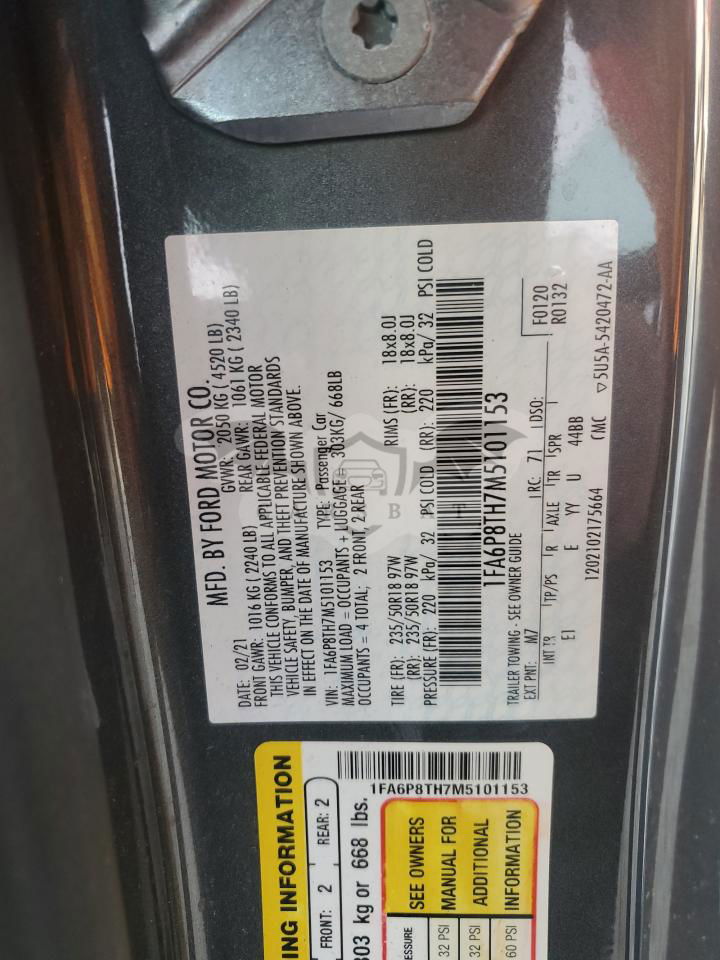 MFD. BY FORD MOTOR CO.
DATE: 02/21 GVWR: 2050 KG ( 4520 LB)
FRONT GAWR: 1016 KG ( 2240 LB) REAR GAWR: 1061 KG ( 2340 LB)
THIS VEHICLE CONFORMS TO ALL APPLICABLE FEDERAL MOTOR
VEHICLE SAFETY, BUMPER, AND THEFT PREVENTION STANDARDS
IN EFFECT ON THE DATE OF MANUFACTURE SHOWN ABOVE.
VIN: 1FA6P8TH7M5101153 TYPE: Passenger Car
MAXIMUM LOAD = OCCUPANTS + LUGGAGE = 303KG/ 668LB
OCCUPANTS = 4 TOTAL; 2 FRONT, 2 REAR
TIRE (FR): 235/50R18 97W RIMS (FR): 18x8.0J
(RR): 235/50R18 97W (RR): 18x8.0J
PRESSURE (FR): 220 kPa/ 32 PSI COLD (RR): 220 kPa/ 32 PSI COLD
1FA6P8TH7M5101153
TRAILER TOWING - SEE OWNER GUIDE
EXT PNT: M7 RC: 71 DSO: F0120
R0132
INT TR TP/PS R AXLE TR SPR
EI E YY U 44BB
1202102175664 CMC ▽5U5A-5420472-AA
ING INFORMATION
FRONT: 2 REAR: 2
303 kg or 668 lbs.
1FA6P8TH7M5101153
ESSURE SEE OWNERS
32 PSI MANUAL FOR
32 PSI ADDITIONAL
60 PSI INFORMATION